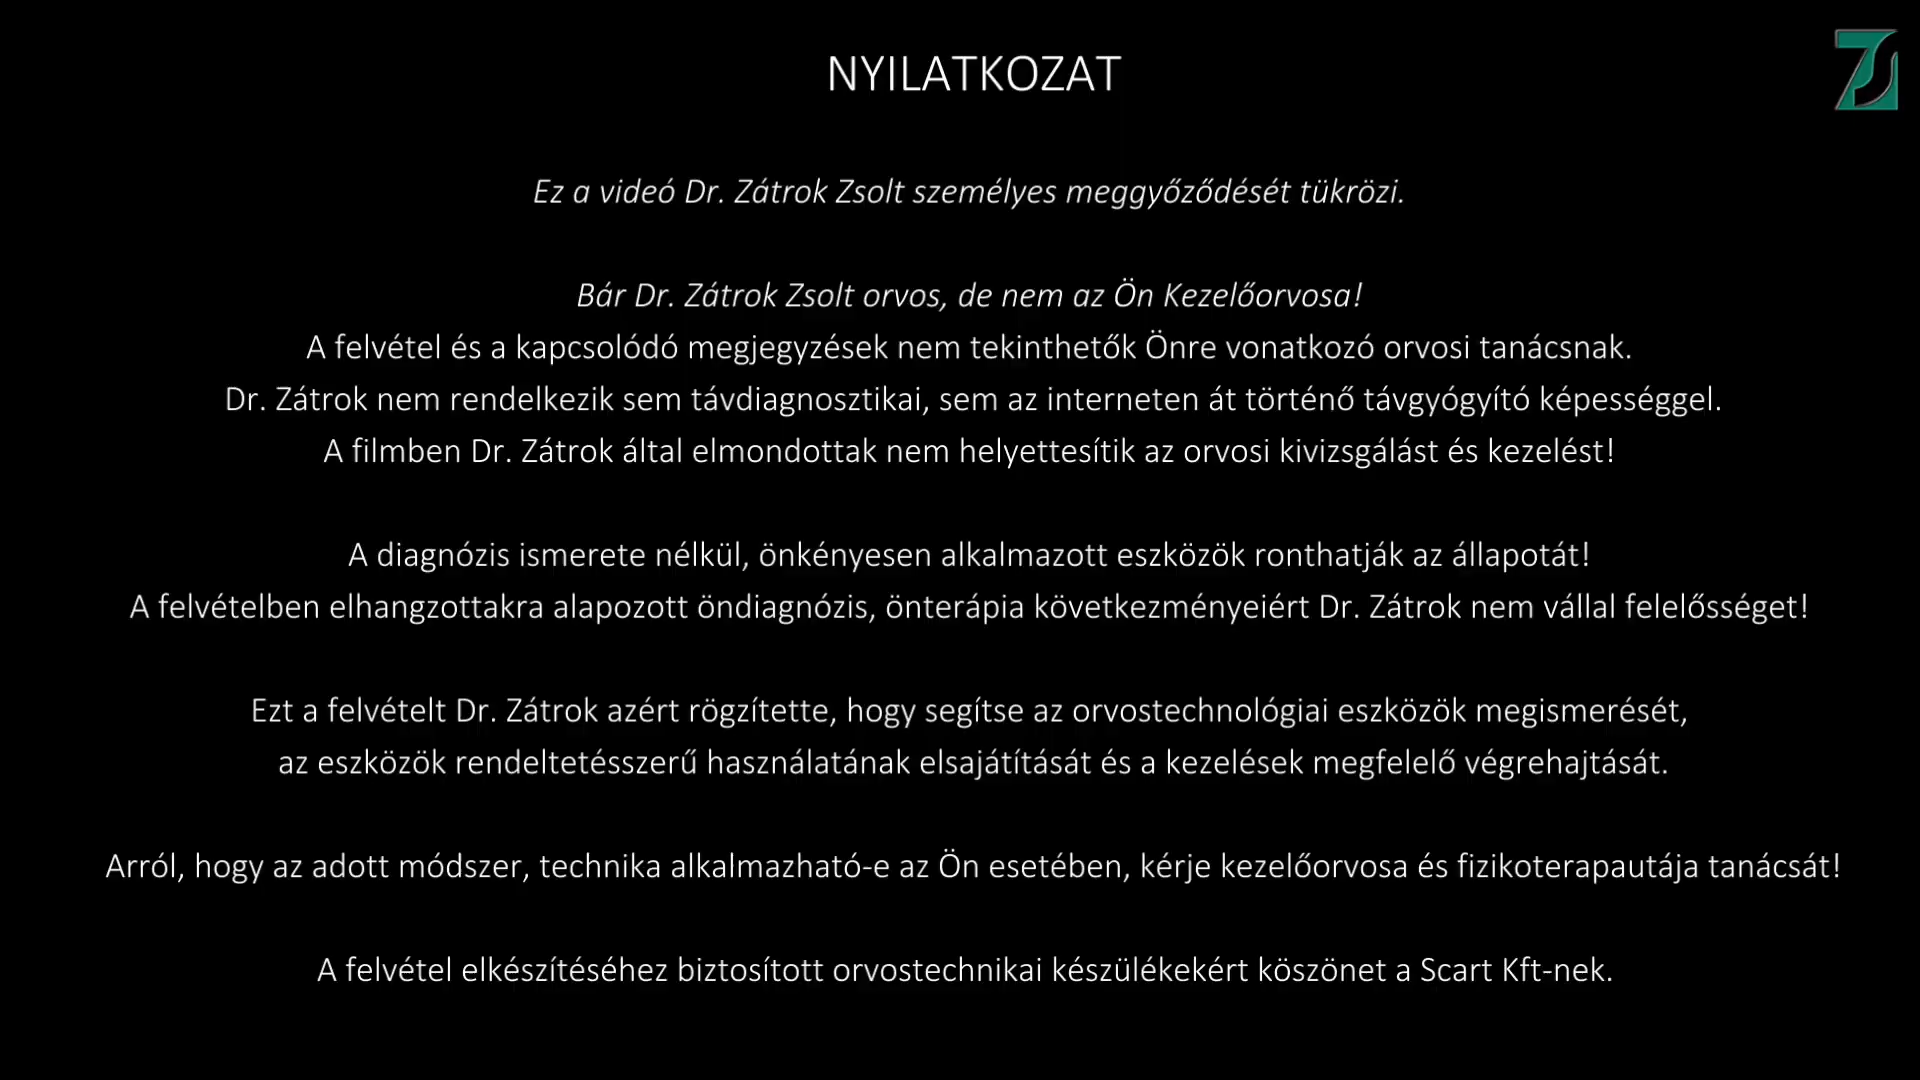 NYILATKOZAT
Ez a videó Dr. Zátrok Zsolt személyes meggyőződését tükrözi.
Bár Dr. Zátrok Zsolt orvos, de nem az Ön Kezelőorvosa!
A felvétel és a kapcsolódó megjegyzések nem tekinthetők Önre vonatkozó orvosi tanácsnak.
Dr. Zátrok nem rendelkezik sem távdiagnosztikai, sem az interneten át történő távgyógyító képességgel.
A filmben Dr. Zátrok által elmondottak nem helyettesítik az orvosi kivizsgálást és kezelést!
A diagnózis ismerete nélkül, önkényesen alkalmazott eszközök ronthatják az állapotát!
A felvételben elhangzottakra alapozott öndiagnózis, önterápia következményeiért Dr. Zátrok nem vállal felelősséget!
Ezt a felvételt Dr. Zátrok azért rögzítette, hogy segítse az orvostechnológiai eszközök megismerését,
az eszközök rendeltetésszerű használatának elsajátítását és a kezelések megfelelő végrehajtását.
Arról, hogy az adott módszer, technika alkalmazható-e az Ön esetében, kérje kezelőorvosa és fizikoterapautája tanácsát!
A felvétel elkészítéséhez biztosított orvostechnikai készülékekért köszönet a Scart Kft-nek.